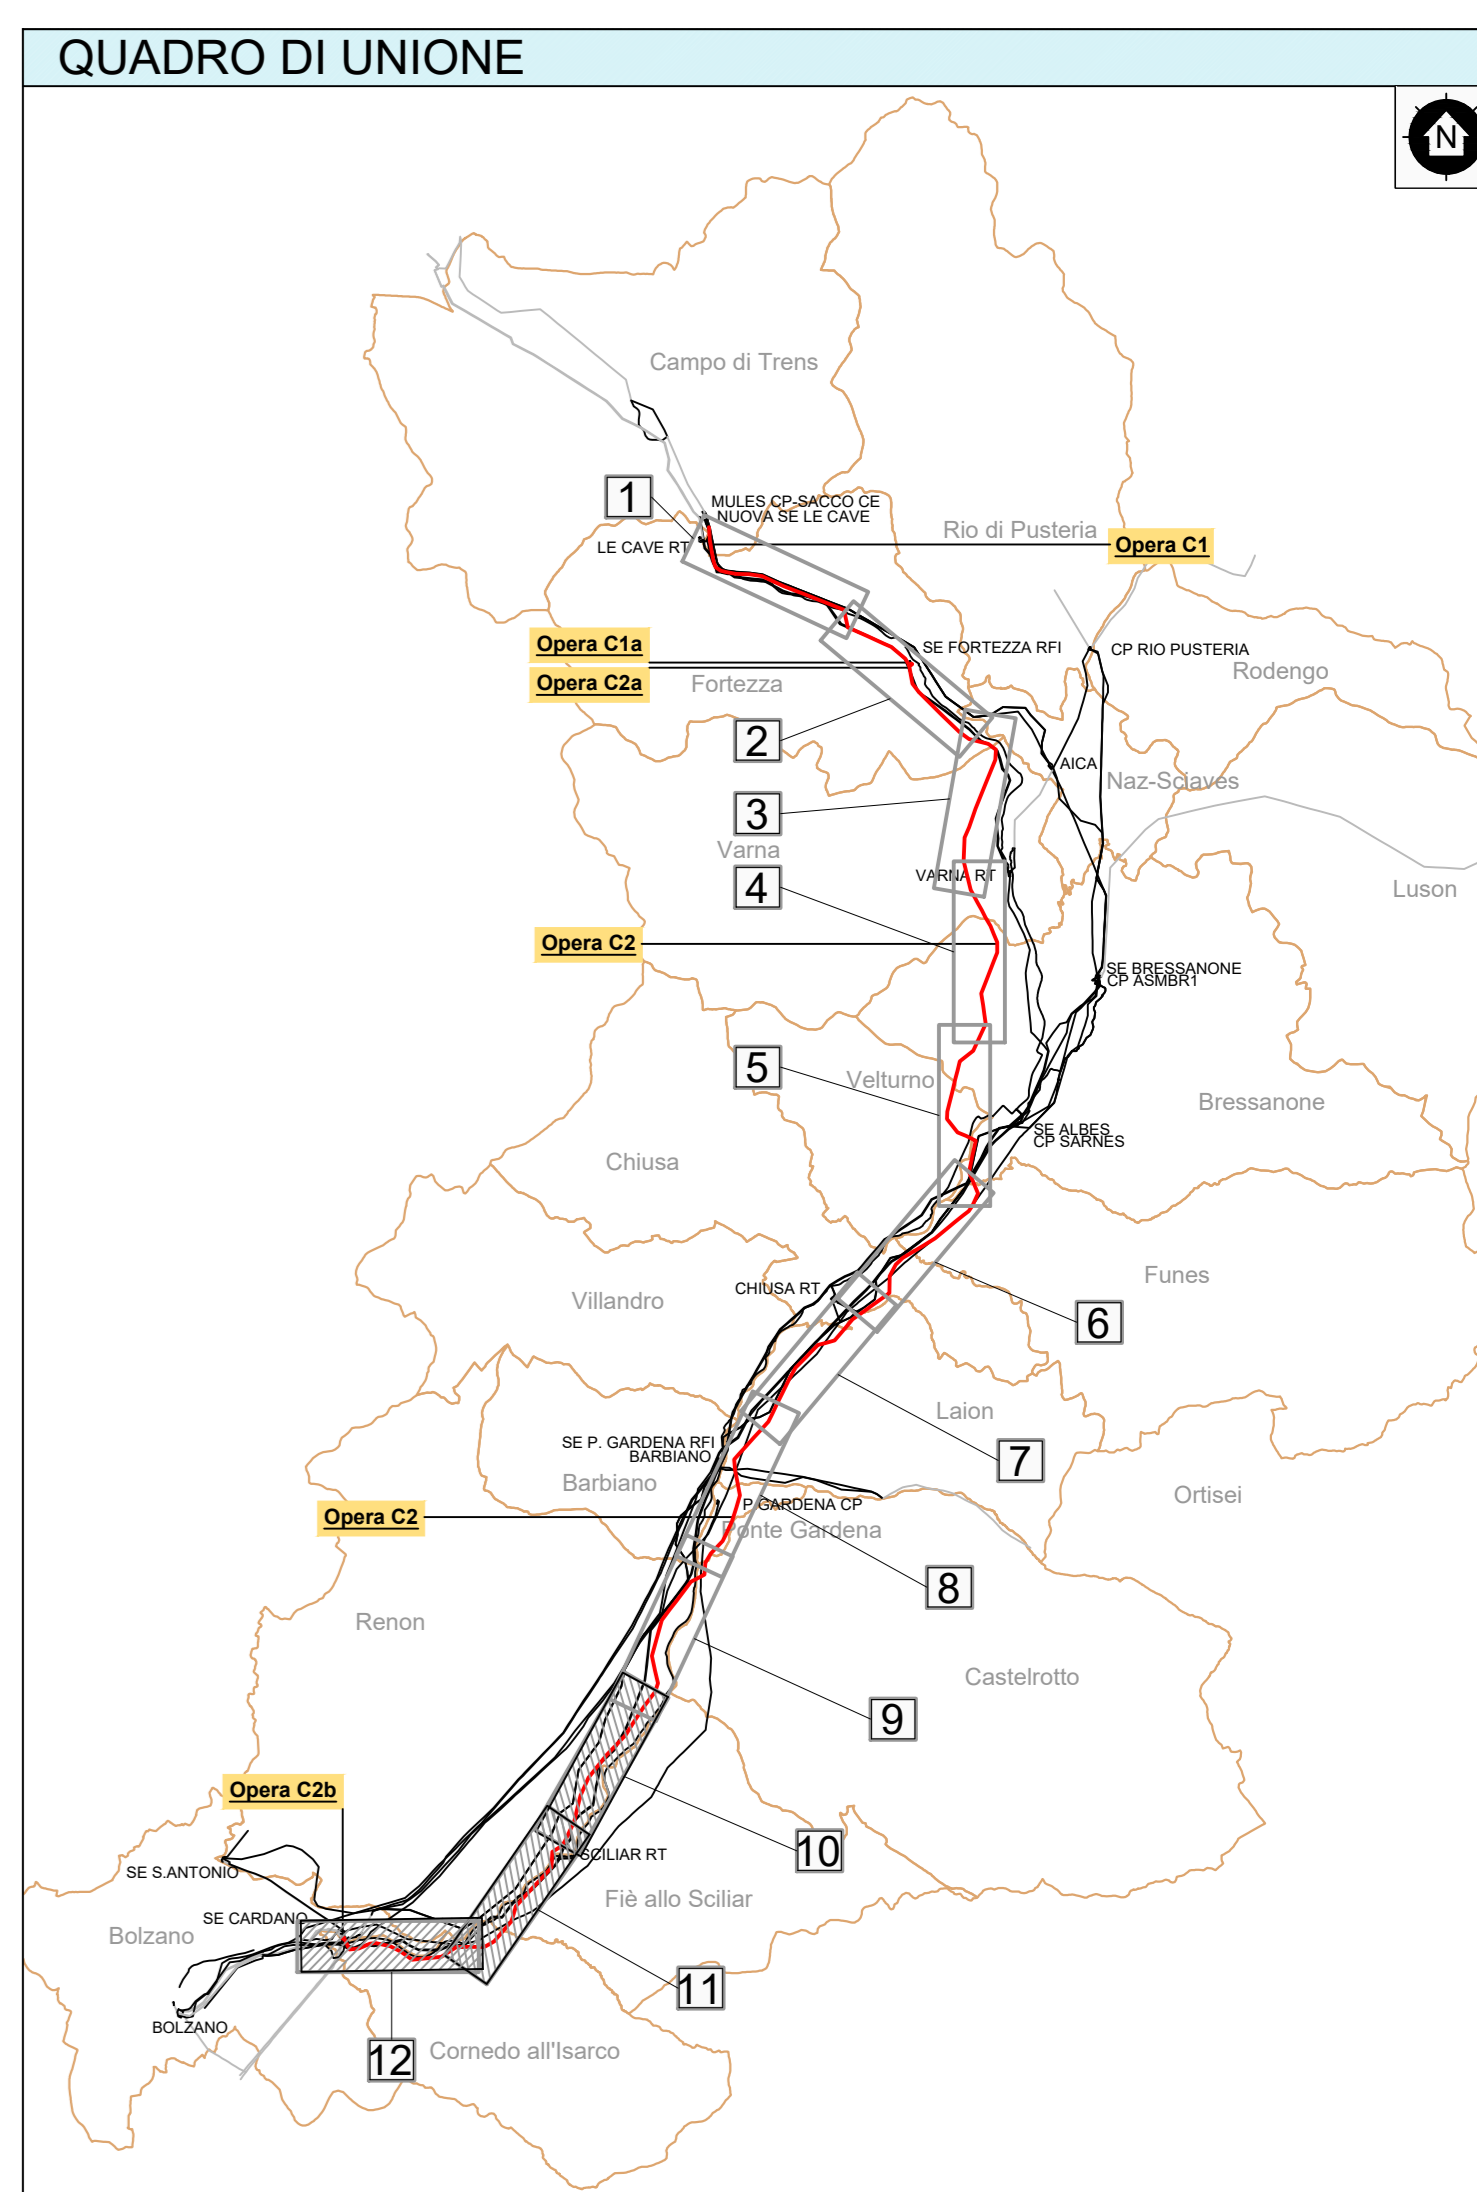 QUADRO DI UNIONE
N
Campo di Trens
1
MULES CP-SACCO CE
NUOVA SE LE CAVE
LE CAVE RT
Rio di Pusteria
Opera C1
Opera C1a
SE FORTEZZA RFI
CP RIO PUSTERIA
Rodengo
Opera C2a
Fortezza
2
AICA
Naz-Sciaves
3
Varna
VARNA RT
4
Luson
Opera C2
SE BRESSANONE
CP ASMBR1
5
Velturno
Bressanone
SE ALBES
CP SARNES
Chiusa
Funes
CHIUSA RT
Villandro
6
Laion
SE P. GARDENA RFI
BARBIANO
7
Barbiano
Ortisei
P.GARDENA CP
Opera C2
Ponte Gardena
8
Renon
Castelrotto
9
Opera C2b
10
SCILIAR RT
SE S.ANTONIO
Fiè allo Sciliar
SE CARDANO
Bolzano
11
BOLZANO
12
Cornedo all'Isarco